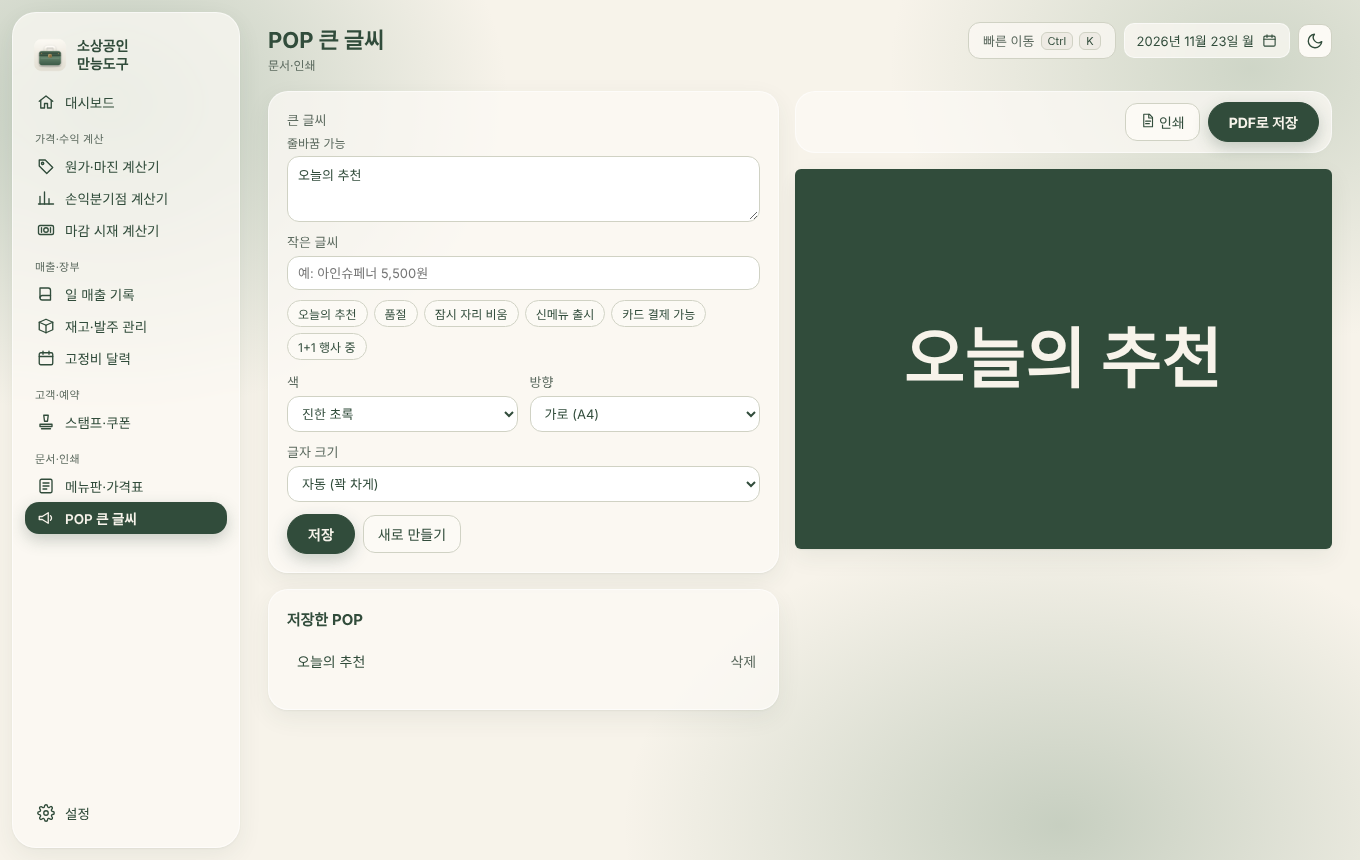 소상공인
만능도구
대시보드
가격·수익 계산
원가·마진 계산기
손익분기점 계산기
마감 시재 계산기
매출·장부
일 매출 기록
재고·발주 관리
고정비 달력
고객·예약
스탬프·쿠폰
문서·인쇄
메뉴판·가격표
POP 큰 글씨
설정
POP 큰 글씨
문서·인쇄
빠른 이동 Ctrl K
2026년 11월 23일 월
큰 글씨
줄바꿈 가능
오늘의 추천
작은 글씨
예: 아인슈페너 5,500원
오늘의 추천 품절 잠시 자리 비움 신메뉴 출시 카드 결제 가능
1+1 행사 중
색 방향
진한 초록 가로 (A4)
글자 크기
자동 (꽉 차게)
저장 새로 만들기
저장한 POP
오늘의 추천 삭제
인쇄 PDF로 저장
오늘의 추천